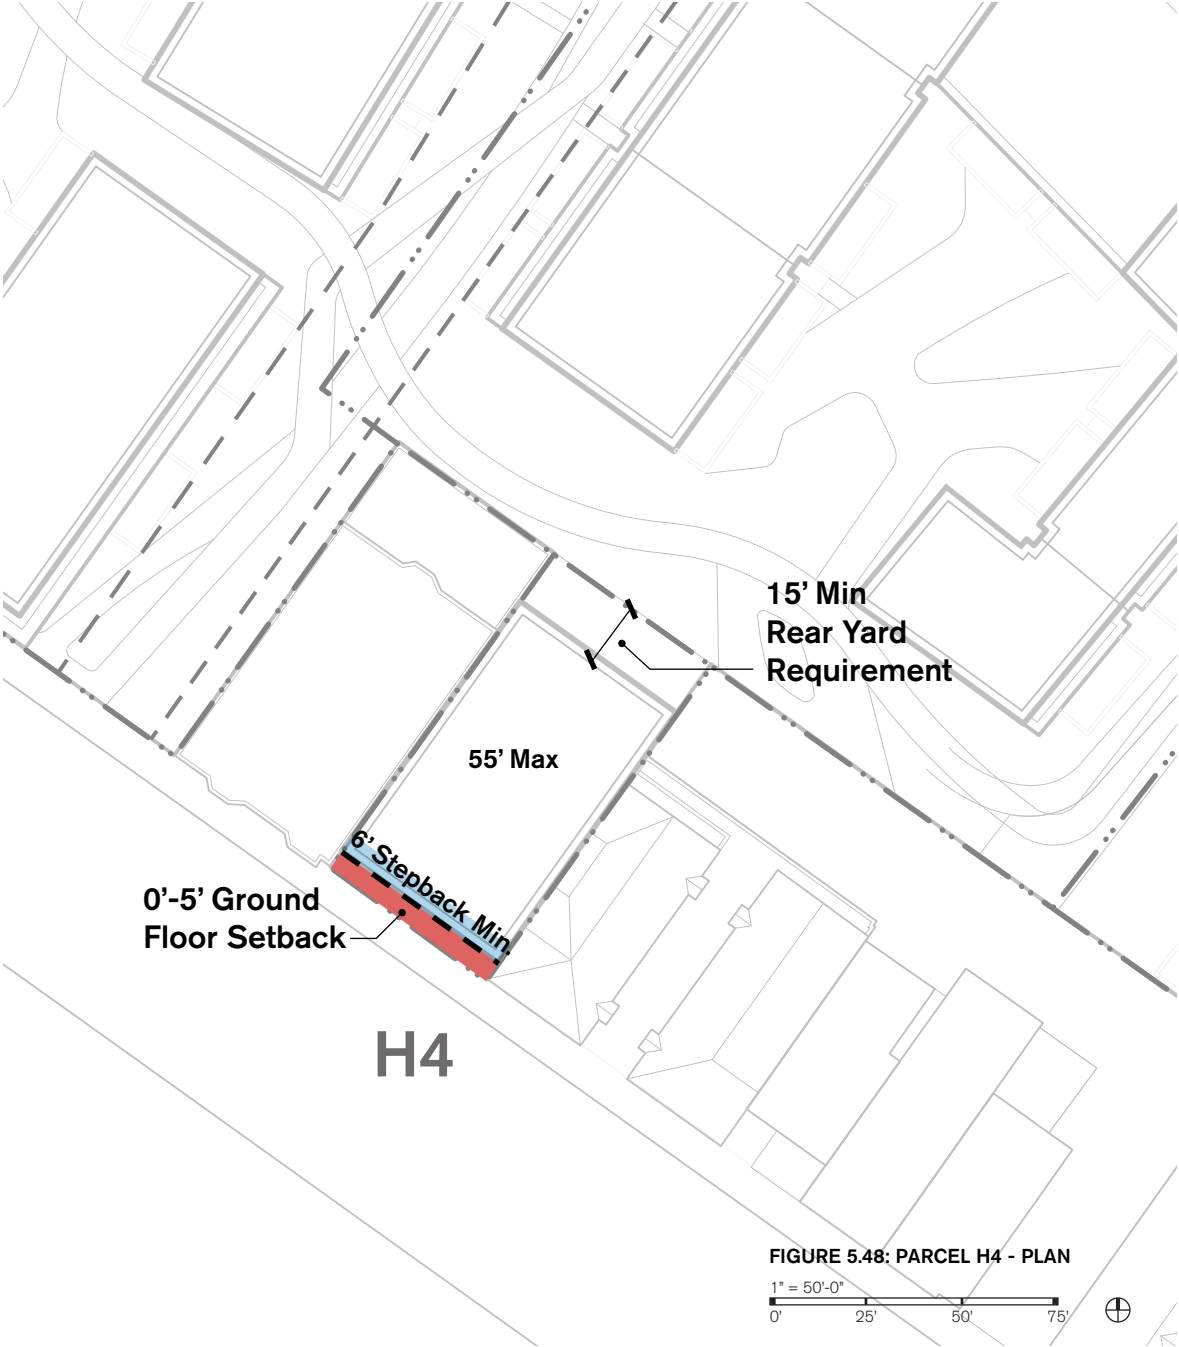 15’ Min
Rear Yard
Requirement
55’ Max
6’ Stepback Min.
0’-5’ Ground
Floor Setback
H4
FIGURE 5.48: PARCEL H4 - PLAN
1" = 50'-0"
0' 25' 50' 75'